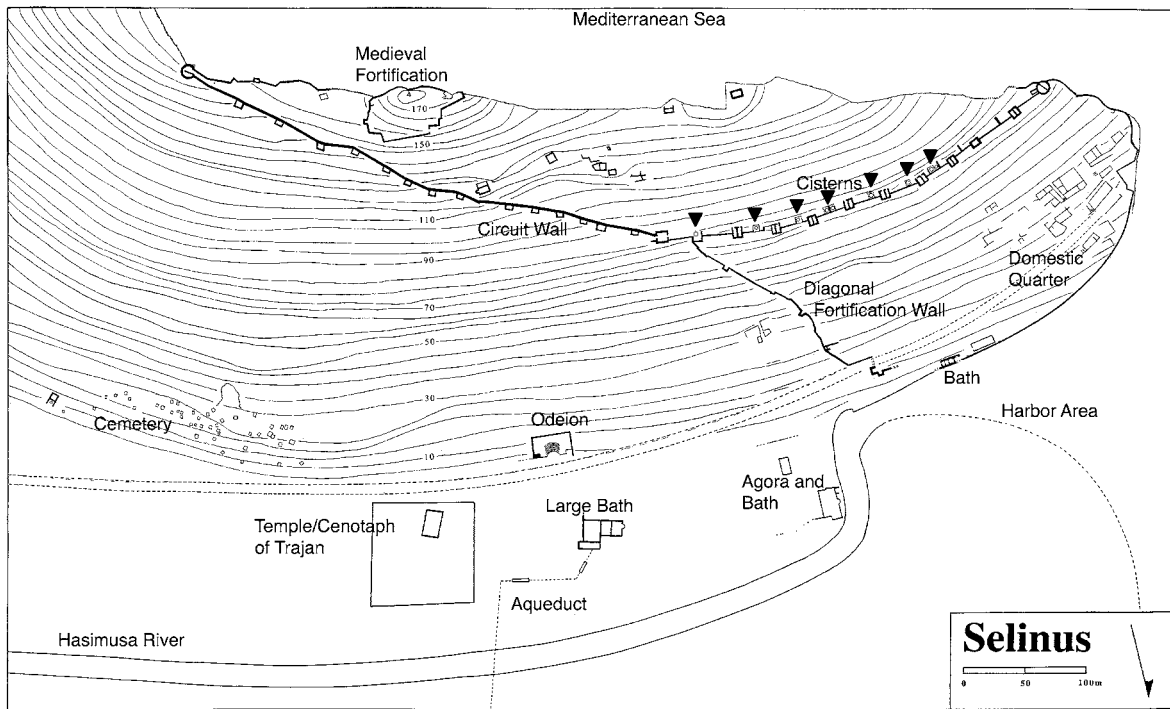 Mediterranean Sea
Medieval
Fortification
170
150
Cisterns
110
Circuit Wall
90
Domestic
Quarter
Diagonal
Fortification Wall
70
50
Bath
30
Harbor Area
Cemetery
Odeion
10
Agora and
Bath
Large Bath
Temple/Cenotaph
of Trajan
Aqueduct
Hasimusa River
Selinus
0 50 100m